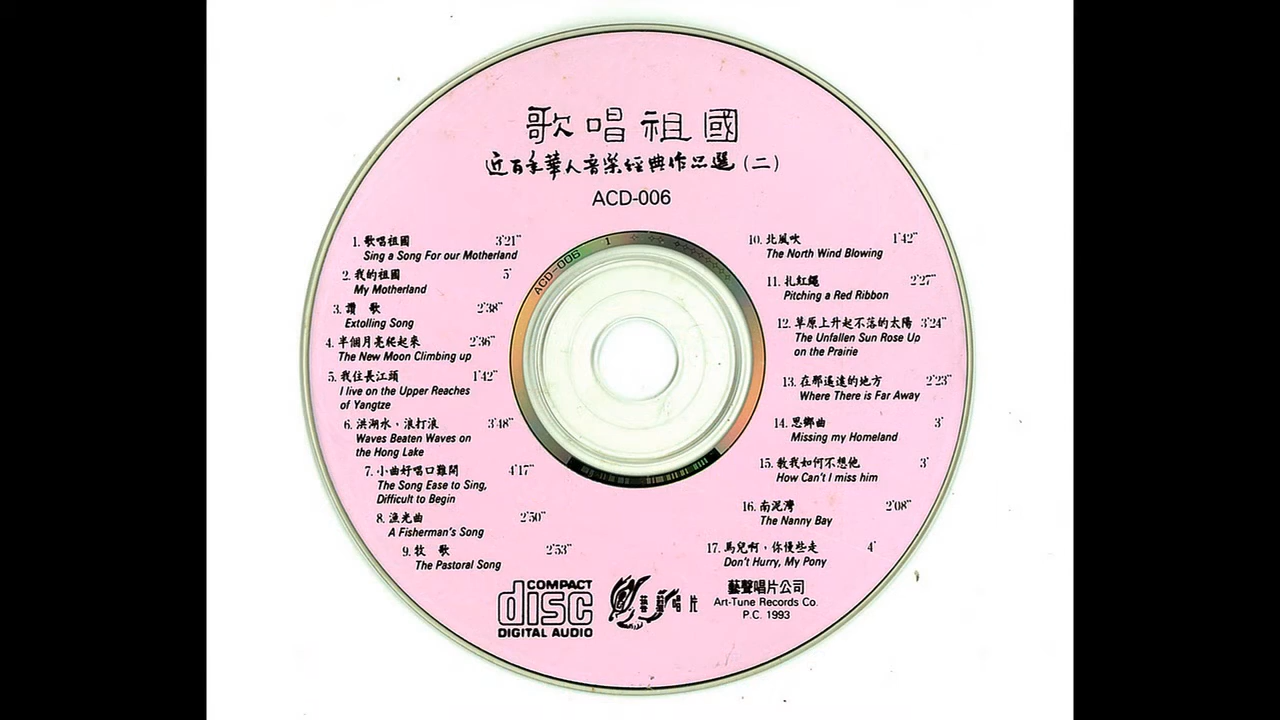 歌唱祖國
近百年華人音樂經典作品選(二)
ACD-006
1. 歌唱祖國 3'21"
Sing a Song For our Motherland
2. 我的祖國 5'
My Motherland
3. 讚 歌 2'38"
Extolling Song
4. 半個月亮爬起來 2'36"
The New Moon Climbing up
5. 我住長江頭 1'42"
I live on the Upper Reaches
of Yangtze
6. 洪湖水,浪打浪 3'48"
Waves Beaten Waves on
the Hong Lake
7. 小曲好唱口難開 4'17"
The Song Ease to Sing,
Difficult to Begin
8. 漁光曲 2'50"
A Fisherman's Song
9. 牧 歌 2'53"
The Pastoral Song
ACD-006 1
10. 北風吹 1'42"
The North Wind Blowing
11. 扎紅繩 2'27"
Pitching a Red Ribbon
12. 草原上升起不落的太陽 3'24"
The Unfallen Sun Rose Up
on the Prairie
13. 在那遙遠的地方 2'23"
Where There is Far Away
14. 思鄉曲 3'
Missing my Homeland
15. 教我如何不想他 3'
How Can't I miss him
16. 南泥灣 2'08"
The Nanny Bay
17. 馬兒啊,你慢些走 4'
Don't Hurry, My Pony
COMPACT
disc
DIGITAL AUDIO
藝聲唱片
藝聲唱片公司
Art-Tune Records Co.
P.C. 1993